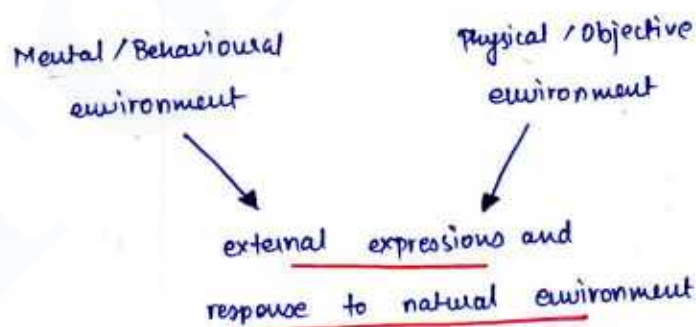 Mental / Behavioural
environment
Physical / Objective
environment
external expressions and
response to natural environment